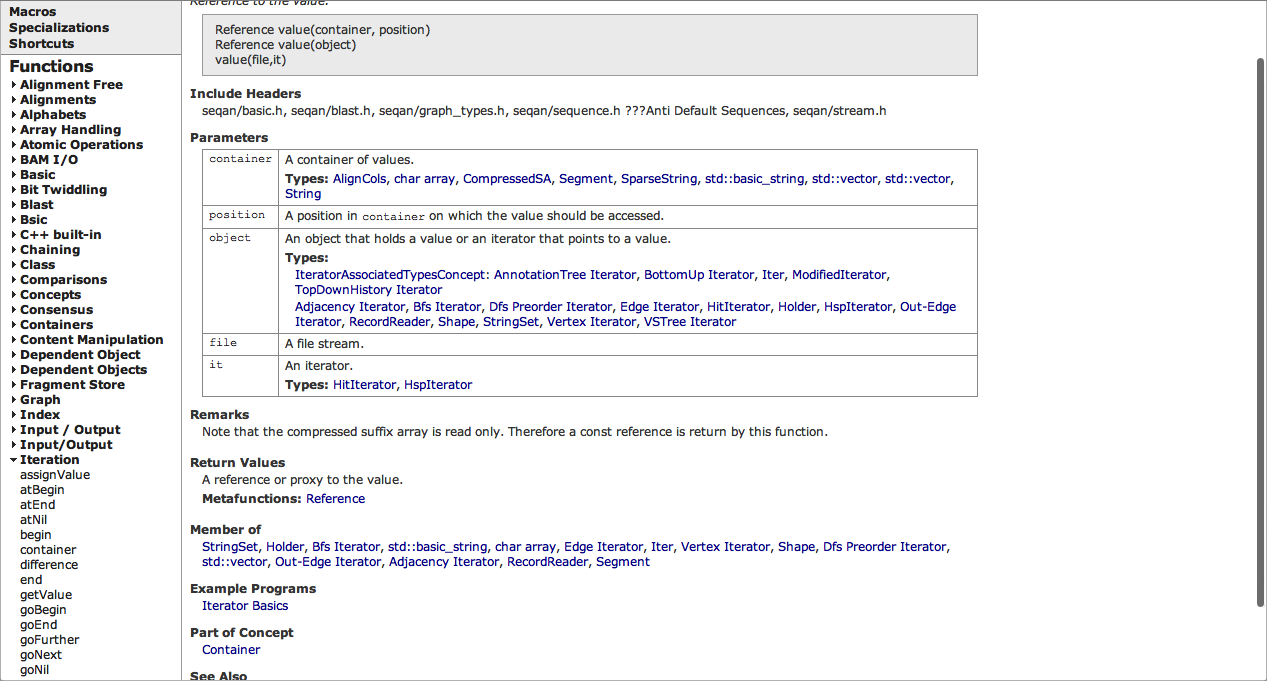 Macros
Specializations
Shortcuts
Functions
Alignment Free
Alignments
Alphabets
Array Handling
Atomic Operations
BAM I/O
Basic
Bit Twiddling
Blast
Bsic
C++ built-in
Chaining
Class
Comparisons
Concepts
Consensus
Containers
Content Manipulation
Dependent Object
Dependent Objects
Fragment Store
Graph
Index
Input / Output
Input/Output
Iteration
assignValue
atBegin
atEnd
atNil
begin
container
difference
end
getValue
goBegin
goEnd
goFurther
goNext
goNil
Reference to the value.
Reference value(container, position)
Reference value(object)
value(file,it)
Include Headers
seqan/basic.h, seqan/blast.h, seqan/graph_types.h, seqan/sequence.h ???Anti Default Sequences, seqan/stream.h
Parameters
container A container of values.
Types: AlignCols, char array, CompressedSA, Segment, SparseString, std::basic_string, std::vector, std::vector,
String
position A position in container on which the value should be accessed.
object An object that holds a value or an iterator that points to a value.
Types:
IteratorAssociatedTypesConcept: AnnotationTree Iterator, BottomUp Iterator, Iter, ModifiedIterator,
TopDownHistory Iterator
Adjacency Iterator, Bfs Iterator, Dfs Preorder Iterator, Edge Iterator, HitIterator, Holder, HspIterator, Out-Edge
Iterator, RecordReader, Shape, StringSet, Vertex Iterator, VSTree Iterator
file A file stream.
it An iterator.
Types: HitIterator, HspIterator
Remarks
Note that the compressed suffix array is read only. Therefore a const reference is return by this function.
Return Values
A reference or proxy to the value.
Metafunctions: Reference
Member of
StringSet, Holder, Bfs Iterator, std::basic_string, char array, Edge Iterator, Iter, Vertex Iterator, Shape, Dfs Preorder Iterator,
std::vector, Out-Edge Iterator, Adjacency Iterator, RecordReader, Segment
Example Programs
Iterator Basics
Part of Concept
Container
See Also